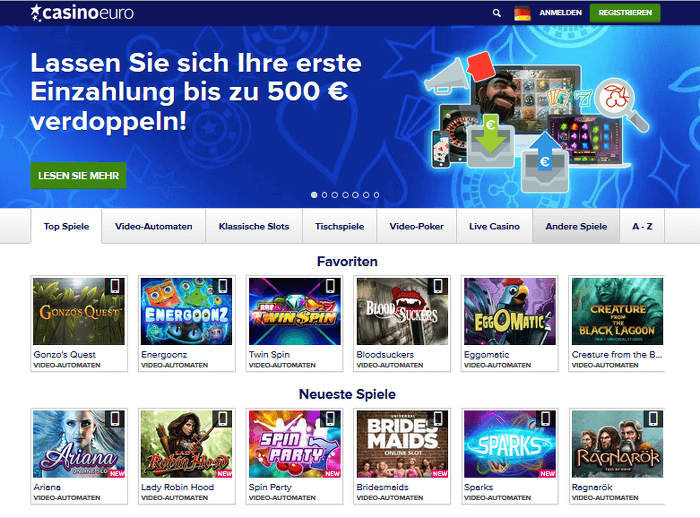 casinoeuro
ANMELDEN
REGISTRIEREN
Lassen Sie sich Ihre erste
Einzahlung bis zu 500 €
verdoppeln!
LESEN SIE MEHR
Top Spiele
Video-Automaten
Klassische Slots
Tischspiele
Video-Poker
Live Casino
Andere Spiele
A - Z
Favoriten
GONZO'S QUEST
ENERGOONZ
TWIN SPIN
BLOOD SUCKERS
EGGOMATIC
CREATURE
FROM THE
BLACK LAGOON
Gonzo's Quest
Energoonz
Twin Spin
Bloodsuckers
Eggomatic
Creature from the B...
VIDEO-AUTOMATEN
VIDEO-AUTOMATEN
VIDEO-AUTOMATEN
VIDEO-AUTOMATEN
VIDEO-AUTOMATEN
VIDEO-AUTOMATEN
Neueste Spiele
Ariana
ONLINE SLOT
NEW
LADY
Robin Hood
NEW
SPIN
PARTY
NEW
UNIVERSAL
BRIDE
MAIDS
ONLINE SLOT
NEW
SPARKS
NEW
RAGNARÖK
Ariana
Lady Robin Hood
Spin Party
Bridesmaids
Sparks
Ragnarök
VIDEO-AUTOMATEN
VIDEO-AUTOMATEN
VIDEO-AUTOMATEN
VIDEO-AUTOMATEN
VIDEO-AUTOMATEN
VIDEO-AUTOMATEN